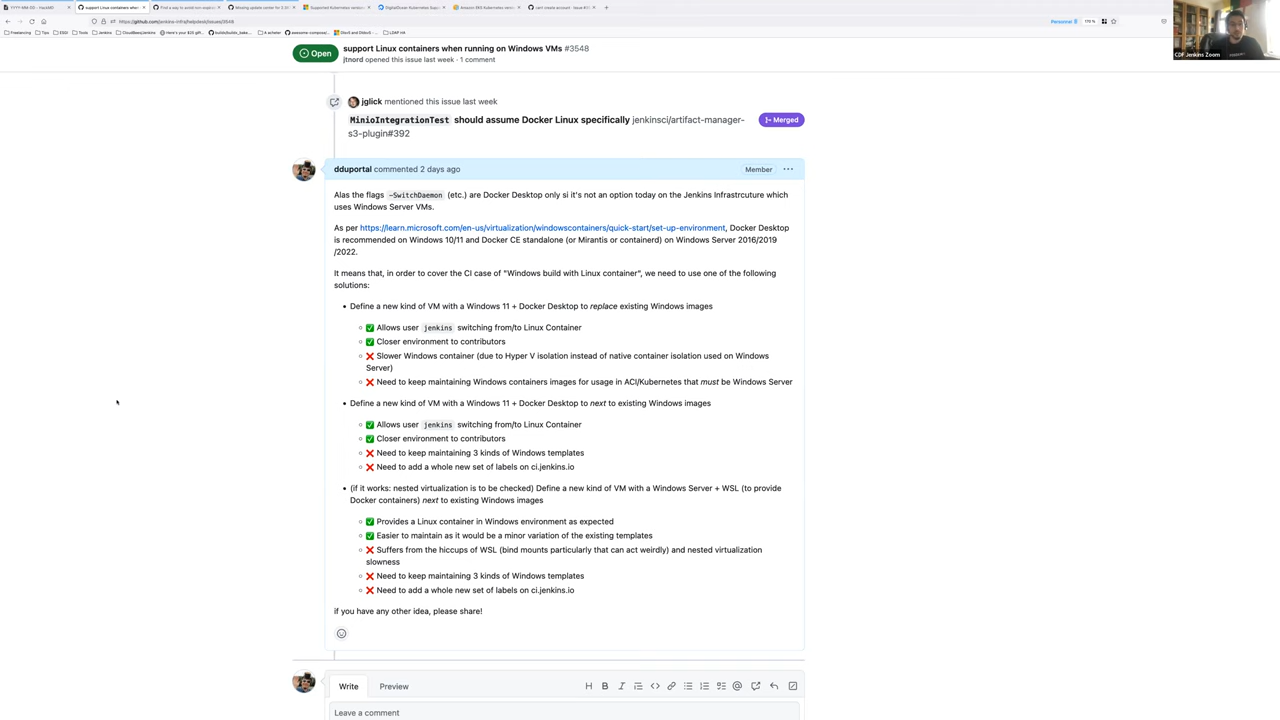 support Linux containers when
https://github.com/jenkins-infra/helpdesk/issues/3548
170 %
Open
support Linux containers when running on Windows VMs #3548
jtnord opened this issue last week · 1 comment
CDF Jenkins Zoom
jglick mentioned this issue last week
MinioIntegrationTest should assume Docker Linux specifically jenkinsci/artifact-manager-
s3-plugin#392
Merged
dduportal commented 2 days ago
Member
Alas the flags -SwitchDaemon (etc.) are Docker Desktop only si it's not an option today on the Jenkins Infrastrcuture which
uses Windows Server VMs.
As per https://learn.microsoft.com/en-us/virtualization/windowscontainers/quick-start/set-up-environment, Docker Desktop
is recommended on Windows 10/11 and Docker CE standalone (or Mirantis or containerd) on Windows Server 2016/2019
/2022.
It means that, in order to cover the CI case of "Windows build with Linux container", we need to use one of the following
solutions:
• Define a new kind of VM with a Windows 11 + Docker Desktop to replace existing Windows images
✅ Allows user jenkins switching from/to Linux Container
✅ Closer environment to contributors
❌ Slower Windows container (due to Hyper V isolation instead of native container isolation used on Windows
Server)
❌ Need to keep maintaining Windows containers images for usage in ACI/Kubernetes that must be Windows Server
• Define a new kind of VM with a Windows 11 + Docker Desktop to next to existing Windows images
✅ Allows user jenkins switching from/to Linux Container
✅ Closer environment to contributors
❌ Need to keep maintaining 3 kinds of Windows templates
❌ Need to add a whole new set of labels on ci.jenkins.io
• (if it works: nested virtualization is to be checked) Define a new kind of VM with a Windows Server + WSL (to provide
Docker containers) next to existing Windows images
✅ Provides a Linux container in Windows environment as expected
✅ Easier to maintain as it would be a minor variation of the existing templates
❌ Suffers from the hiccups of WSL (bind mounts particularly that can act weirdly) and nested virtualization
slowness
❌ Need to keep maintaining 3 kinds of Windows templates
❌ Need to add a whole new set of labels on ci.jenkins.io
if you have any other idea, please share!
Write
Preview
Leave a comment